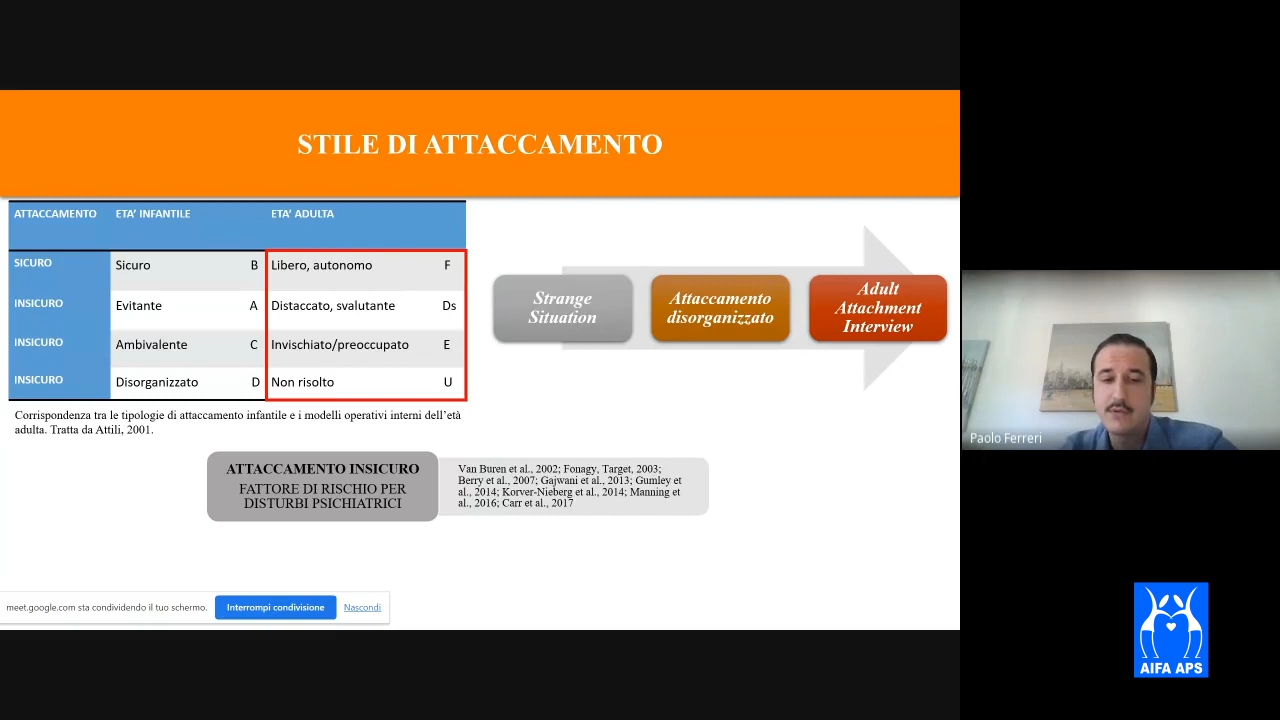 STILE DI ATTACCAMENTO
ATTACCAMENTO ETA' INFANTILE ETA' ADULTA
SICURO Sicuro B Libero, autonomo F
INSICURO Evitante A Distaccato, svalutante Ds
INSICURO Ambivalente C Invischiato/preoccupato E
INSICURO Disorganizzato D Non risolto U
Corrispondenza tra le tipologie di attaccamento infantile e i modelli operativi interni dell'età
adulta. Tratta da Attili, 2001.
Strange
Situation
Attaccamento
disorganizzato
Adult
Attachment
Interview
ATTACCAMENTO INSICURO
FATTORE DI RISCHIO PER
DISTURBI PSICHIATRICI
Van Buren et al., 2002; Fonagy, Target, 2003;
Berry et al., 2007; Gajwani et al., 2013; Gumley et
al., 2014; Korver-Nieberg et al., 2014; Manning et
al., 2016; Carr et al., 2017
meet.google.com sta condividendo il tuo schermo. Interrompi condivisione Nascondi
Paolo Ferreri
AIFA APS